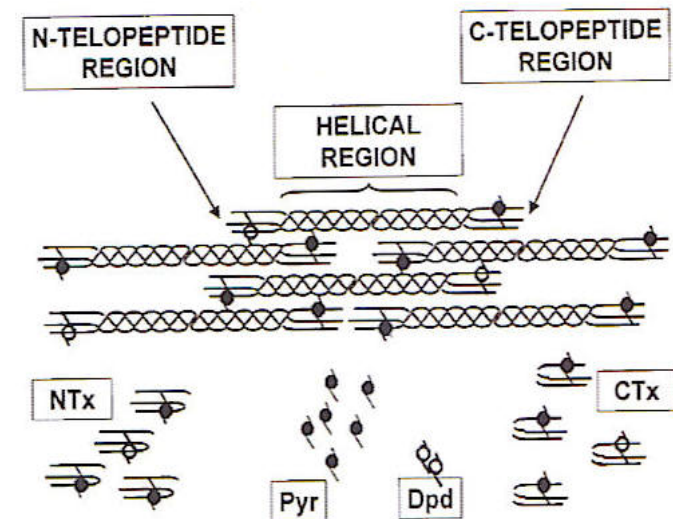 N-TELOPEPTIDE
REGION
C-TELOPEPTIDE
REGION
HELICAL
REGION
NTx
CTx
Pyr
Dpd